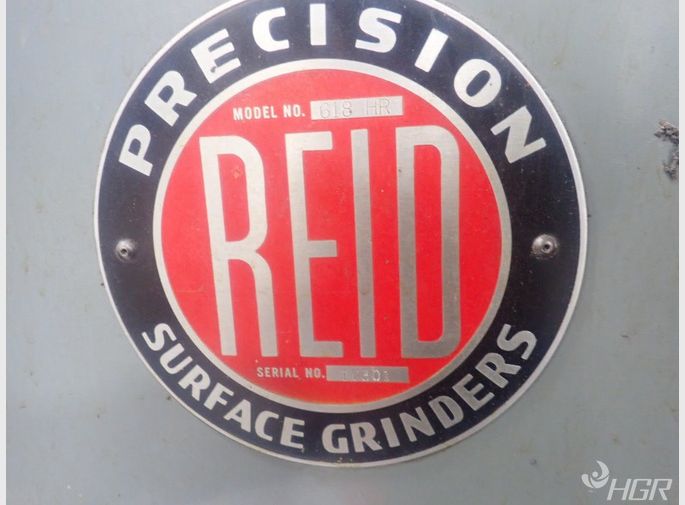 PRECISION
MODEL NO. 618 HR
REID
SERIAL NO.
SURFACE GRINDERS
HGR